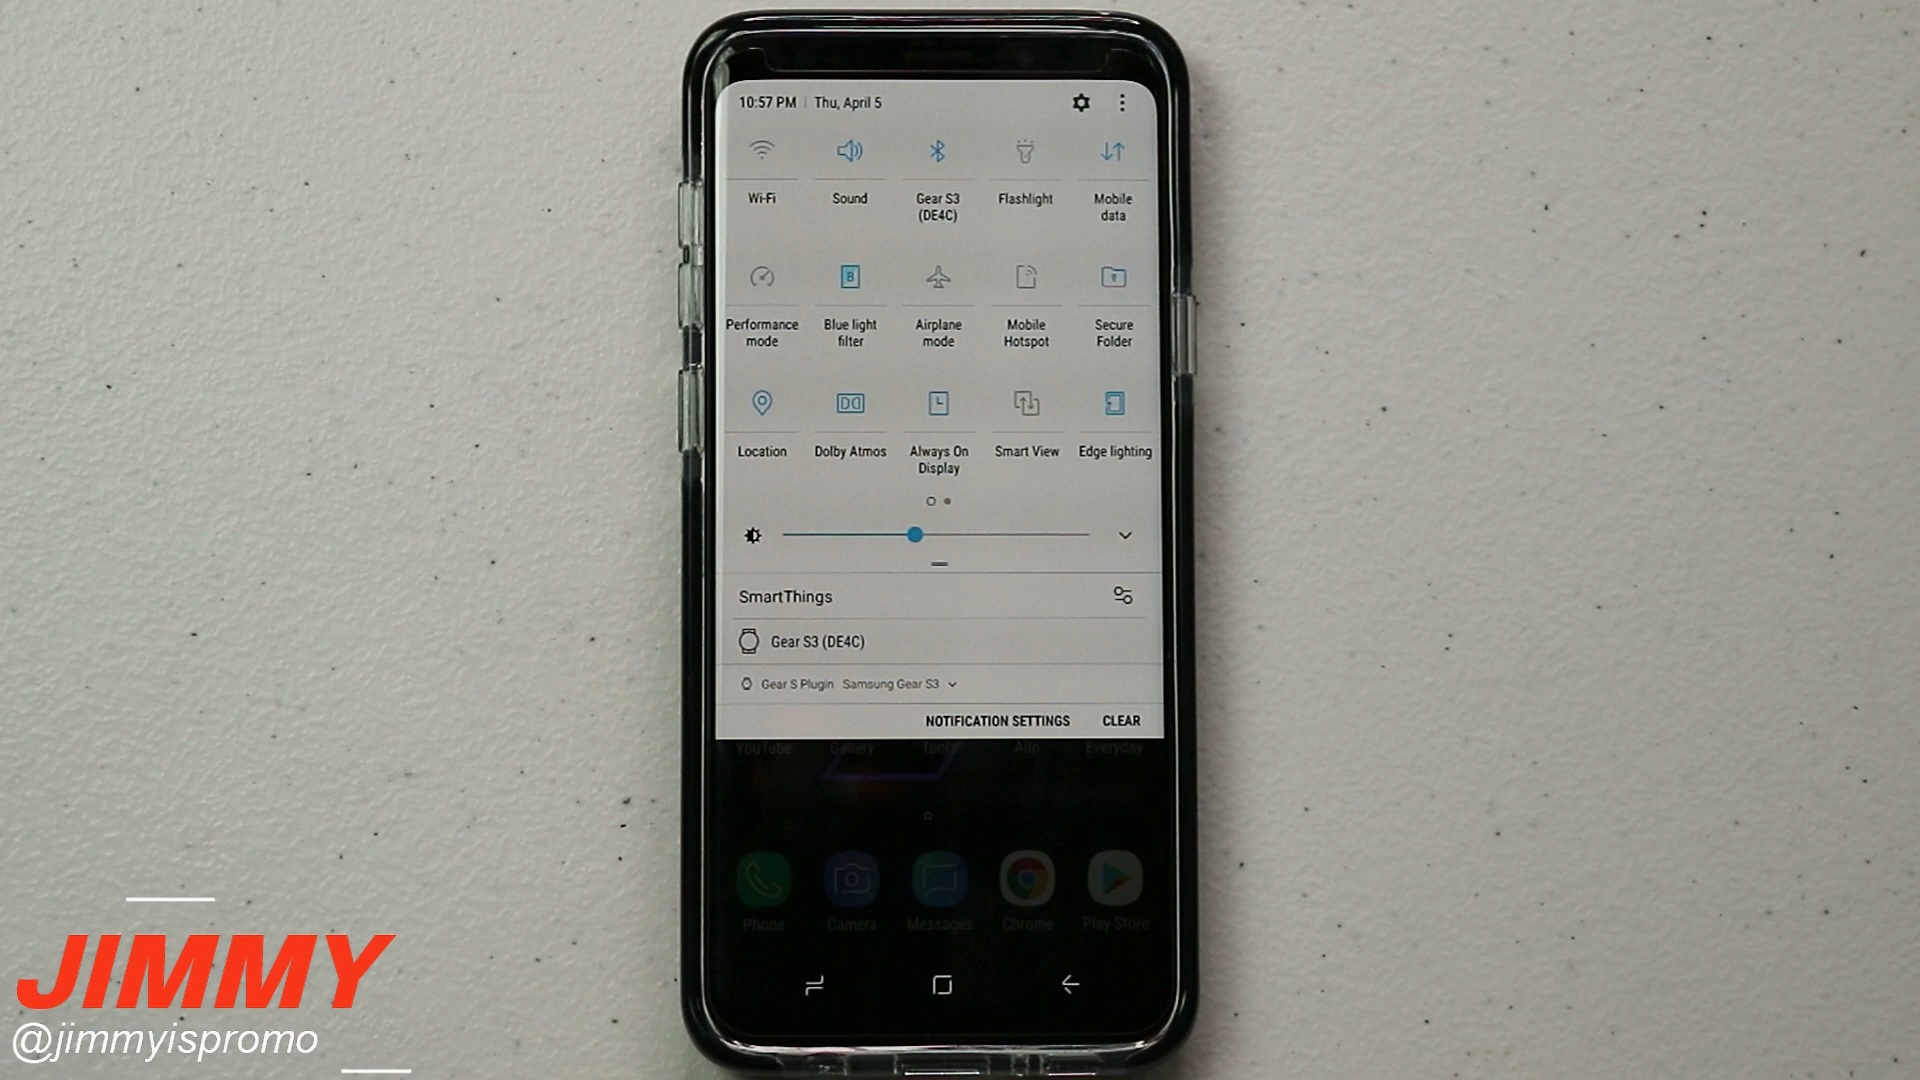 10:57 PM | Thu, April 5
Wi-Fi Sound Gear S3 Flashlight Mobile
(DE4C) data
B
Performance Blue light Airplane Mobile Secure
mode filter mode Hotspot Folder
Location Dolby Atmos Always On Smart View Edge lighting
Display
SmartThings
Gear S3 (DE4C)
Gear S Plugin Samsung Gear S3
NOTIFICATION SETTINGS CLEAR
YouTube Gallery Tools Allo Everyday
Phone Camera Messages Chrome Play Store
JIMMY
@jimmyispromo